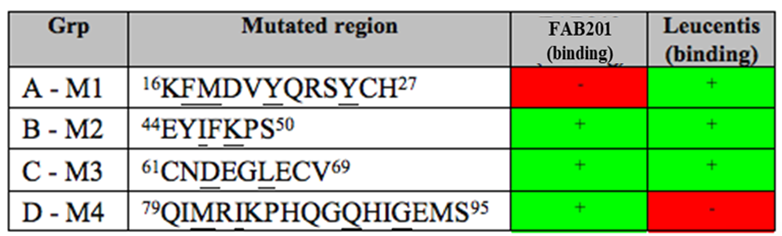 Grp Mutated region FAB201 (binding) Leucentis (binding)
A - M1 ¹⁶KFMDVYQRSYCH²⁷ - +
B - M2 ⁴⁴EYIFKPS⁵⁰ + +
C - M3 ⁶¹CNDEGLECV⁶⁹ + +
D - M4 ⁷⁹QIMRIKPHQGQHIGEMS⁹⁵ + -